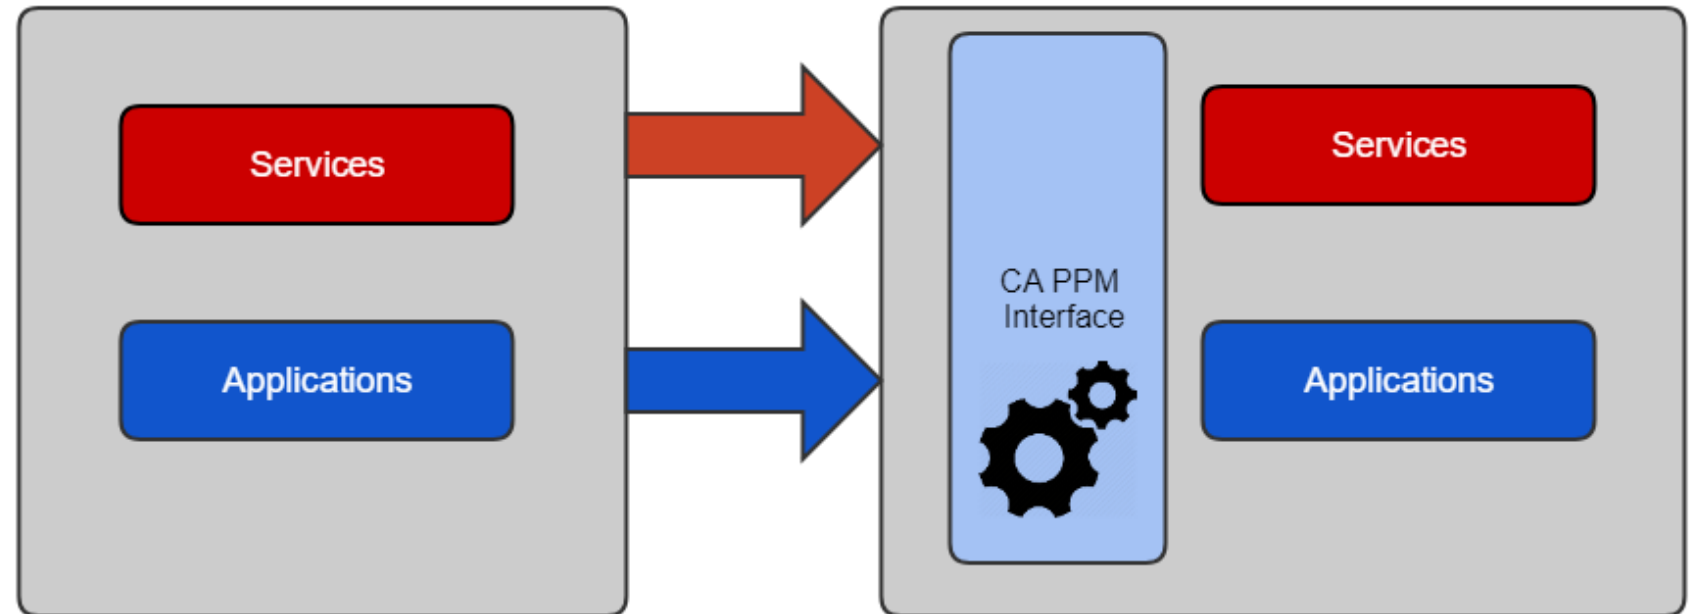 Services
Applications
CA PPM
Interface
Services
Applications